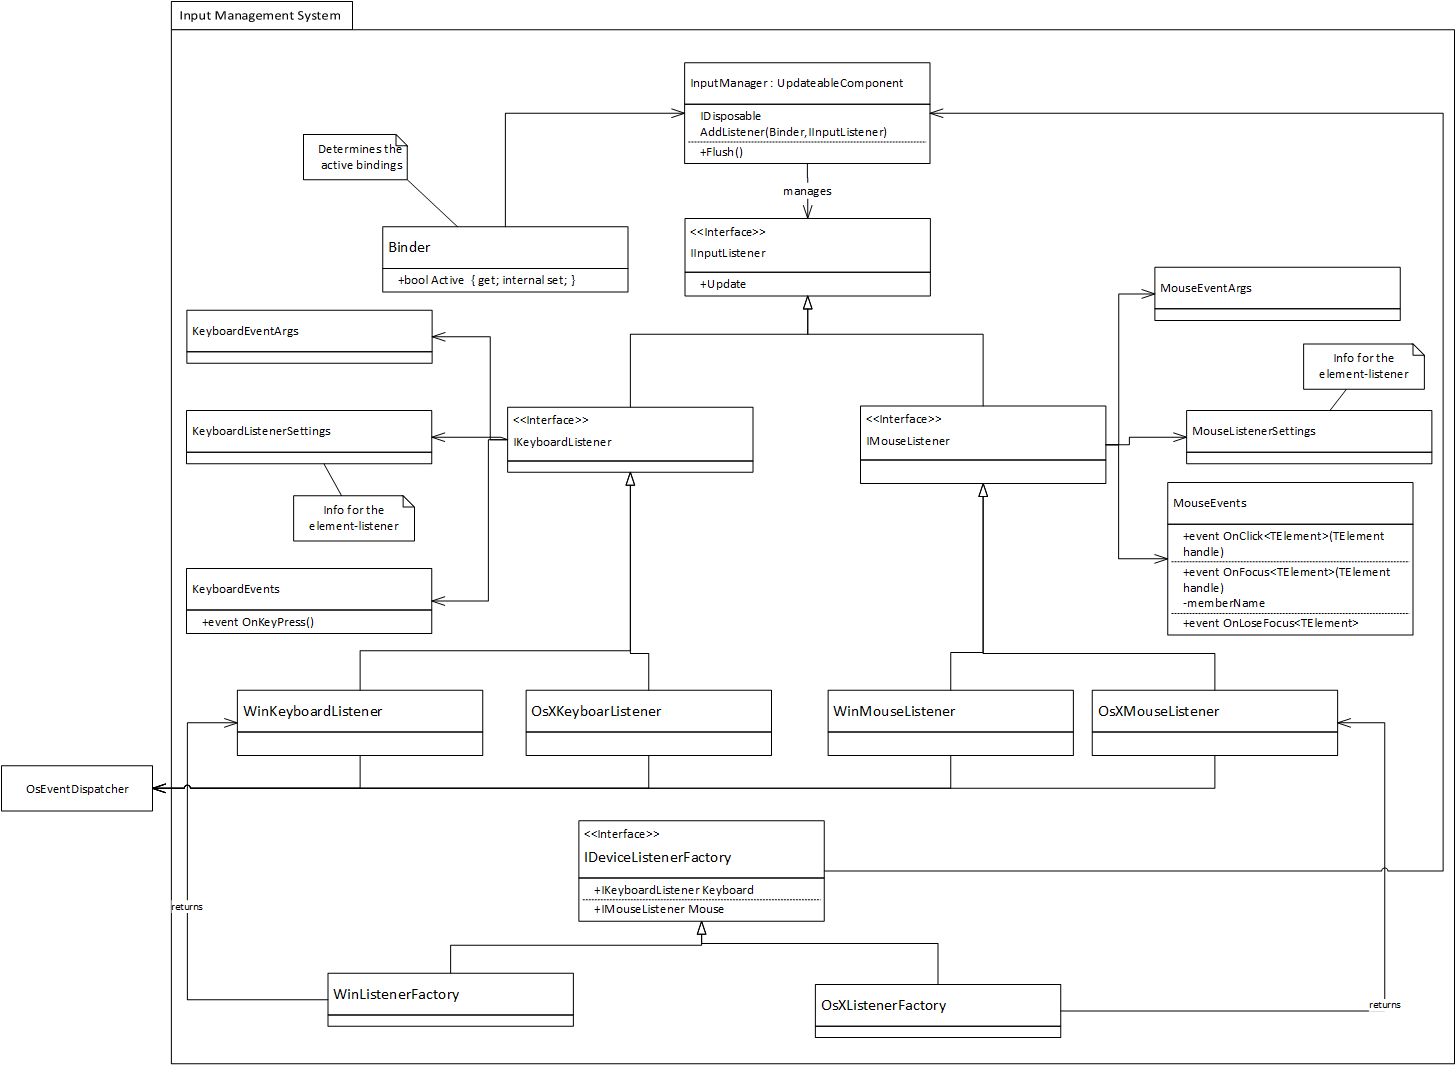 Input Management System
InputManager : UpdateableComponent
IDisposable
AddListener(Binder, IInputListener)
+Flush()
Determines the
active bindings
manages
Binder
+bool Active { get; internal set; }
<<Interface>>
IInputListener
+Update
MouseEventArgs
KeyboardEventArgs
Info for the
element-listener
<<Interface>>
IKeyboardListener
<<Interface>>
IMouseListener
KeyboardListenerSettings
MouseListenerSettings
Info for the
element-listener
MouseEvents
+event OnClick<TElement>(TElement
handle)
+event OnFocus<TElement>(TElement
handle)
-memberName
+event OnLoseFocus<TElement>
KeyboardEvents
+event OnKeyPress()
WinKeyboardListener
OsXKeyboarListener
WinMouseListener
OsXMouseListener
OsEventDispatcher
<<Interface>>
IDeviceListenerFactory
+IKeyboardListener Keyboard
+IMouseListener Mouse
returns
WinListenerFactory
OsXListenerFactory
returns